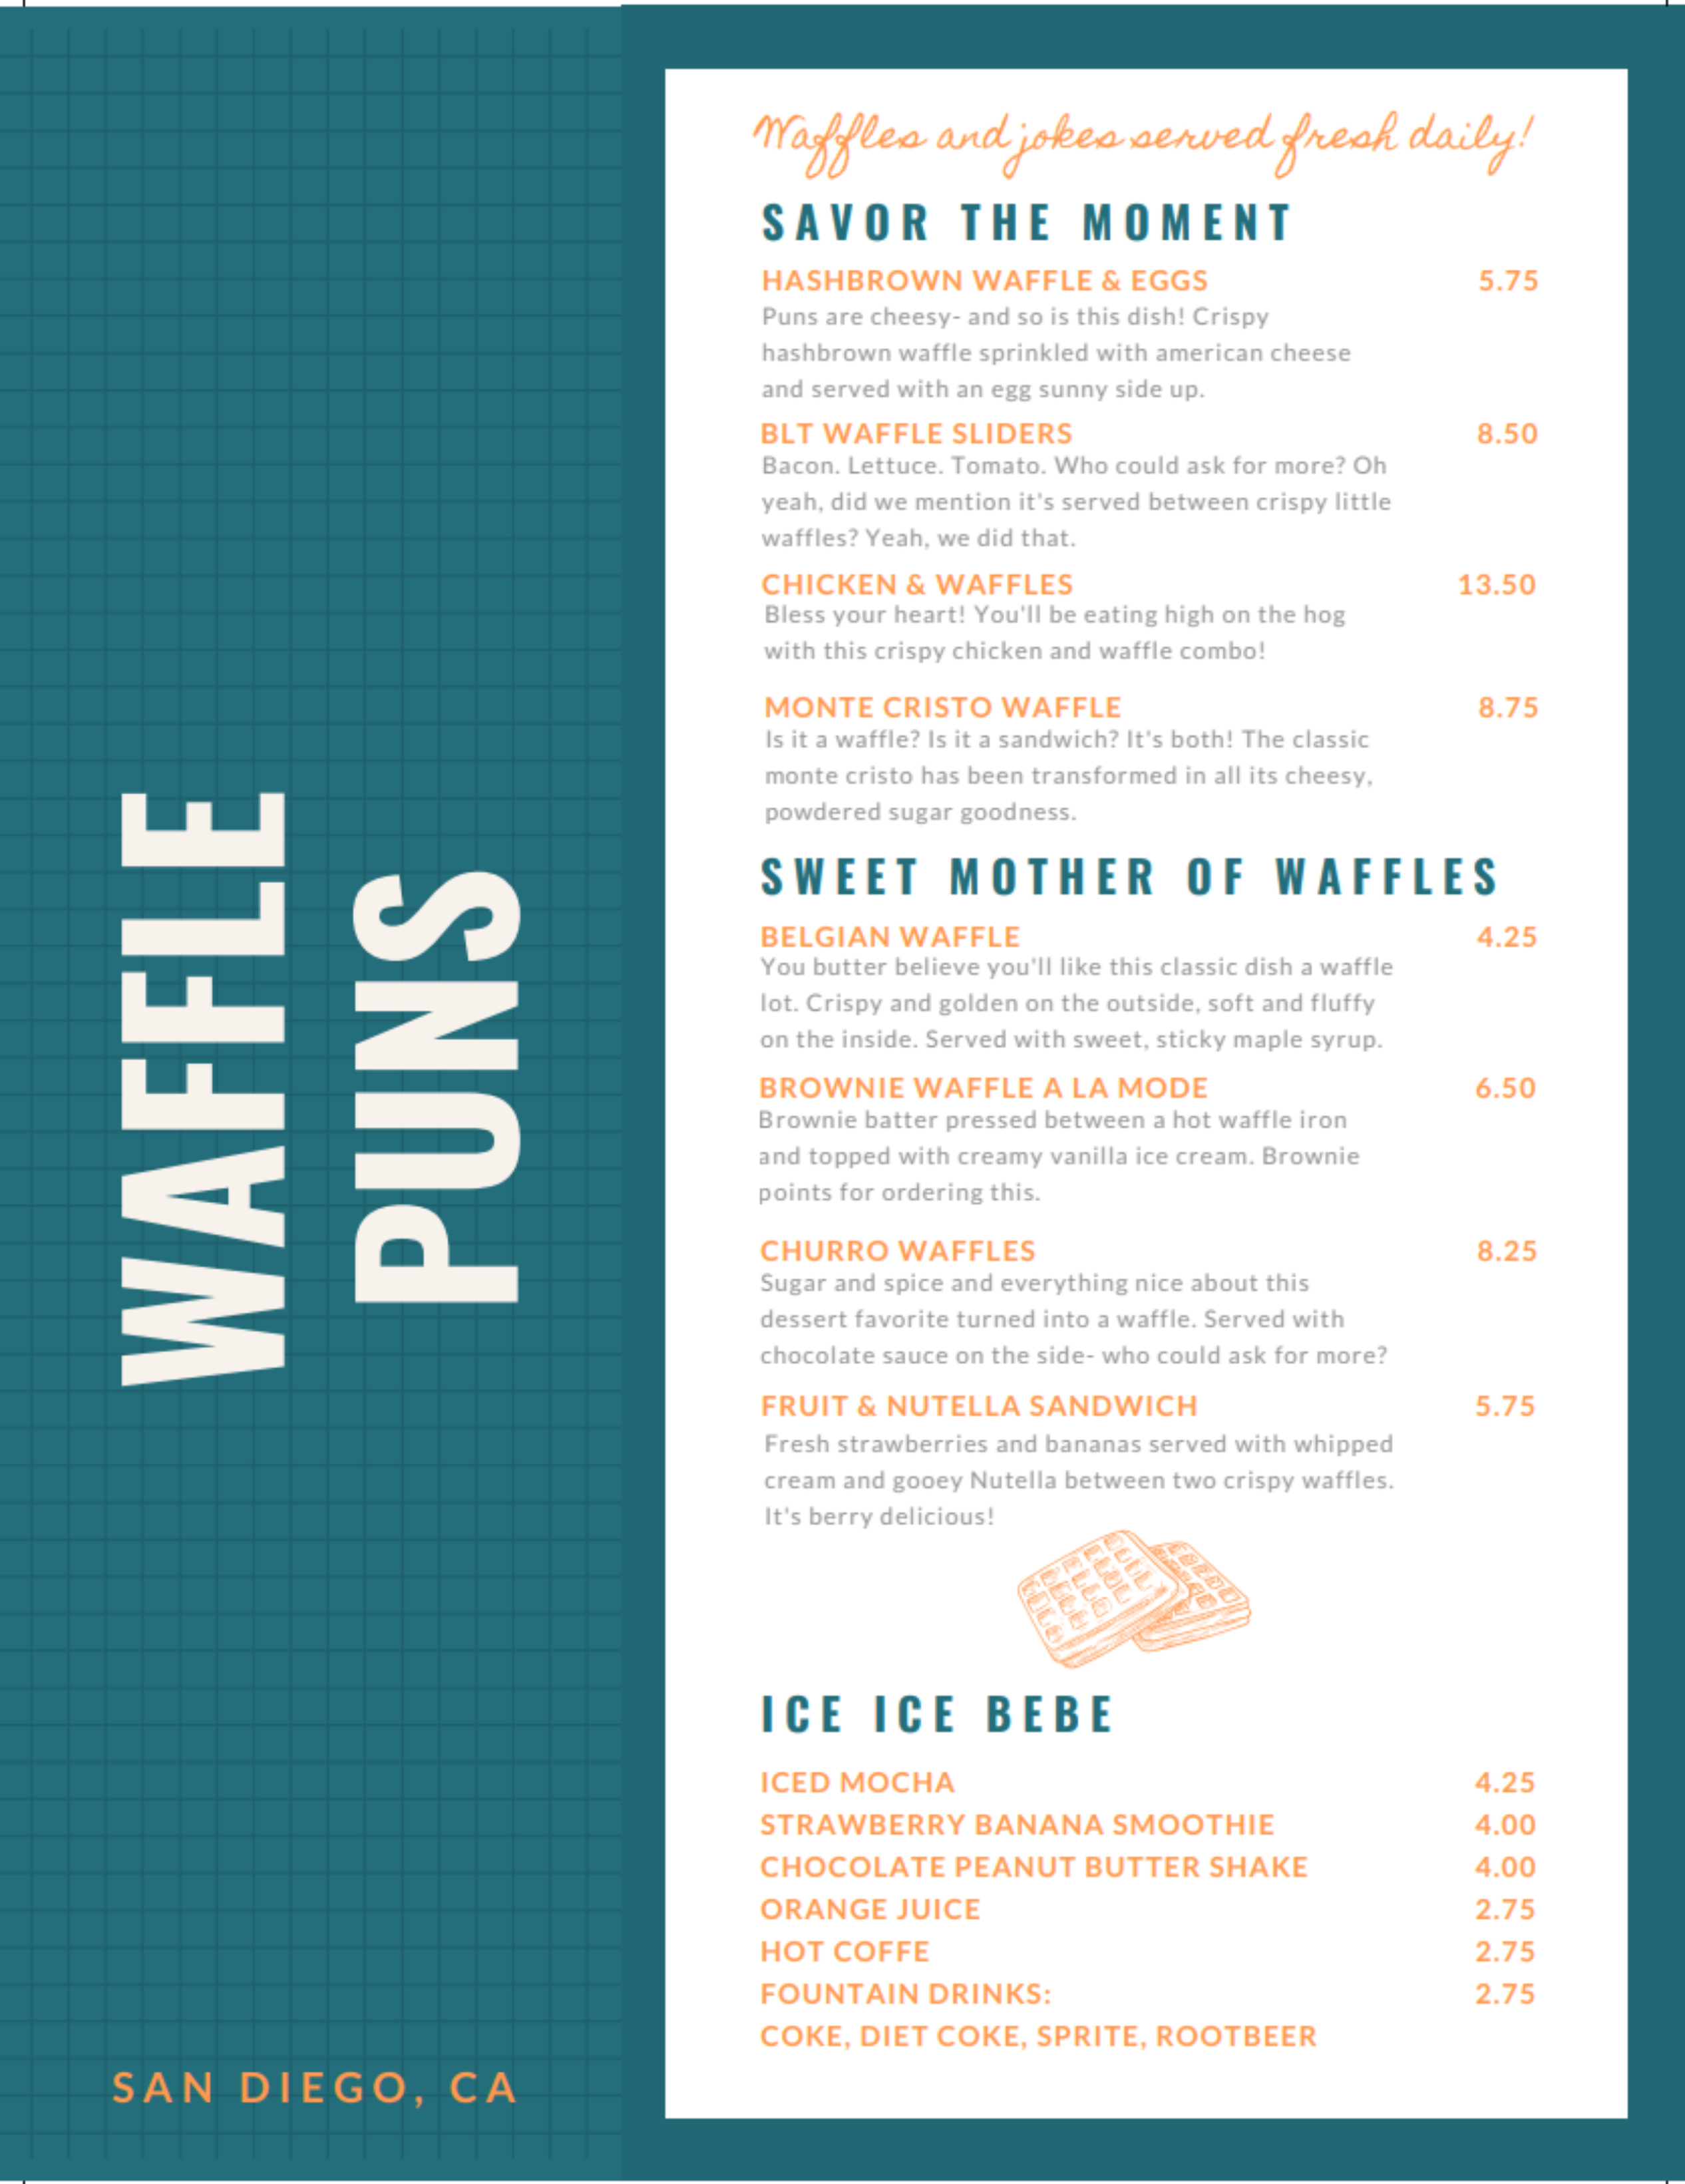 WAFFLE
PUNS
SAN DIEGO, CA
Waffles and jokes served fresh daily!
SAVOR THE MOMENT
HASHBROWN WAFFLE & EGGS 5.75
Puns are cheesy- and so is this dish! Crispy
hashbrown waffle sprinkled with american cheese
and served with an egg sunny side up.
BLT WAFFLE SLIDERS 8.50
Bacon. Lettuce. Tomato. Who could ask for more? Oh
yeah, did we mention it's served between crispy little
waffles? Yeah, we did that.
CHICKEN & WAFFLES 13.50
Bless your heart! You'll be eating high on the hog
with this crispy chicken and waffle combo!
MONTE CRISTO WAFFLE 8.75
Is it a waffle? Is it a sandwich? It's both! The classic
monte cristo has been transformed in all its cheesy,
powdered sugar goodness.
SWEET MOTHER OF WAFFLES
BELGIAN WAFFLE 4.25
You butter believe you'll like this classic dish a waffle
lot. Crispy and golden on the outside, soft and fluffy
on the inside. Served with sweet, sticky maple syrup.
BROWNIE WAFFLE A LA MODE 6.50
Brownie batter pressed between a hot waffle iron
and topped with creamy vanilla ice cream. Brownie
points for ordering this.
CHURRO WAFFLES 8.25
Sugar and spice and everything nice about this
dessert favorite turned into a waffle. Served with
chocolate sauce on the side- who could ask for more?
FRUIT & NUTELLA SANDWICH 5.75
Fresh strawberries and bananas served with whipped
cream and gooey Nutella between two crispy waffles.
It's berry delicious!
ICE ICE BEBE
ICED MOCHA 4.25
STRAWBERRY BANANA SMOOTHIE 4.00
CHOCOLATE PEANUT BUTTER SHAKE 4.00
ORANGE JUICE 2.75
HOT COFFE 2.75
FOUNTAIN DRINKS: 2.75
COKE, DIET COKE, SPRITE, ROOTBEER